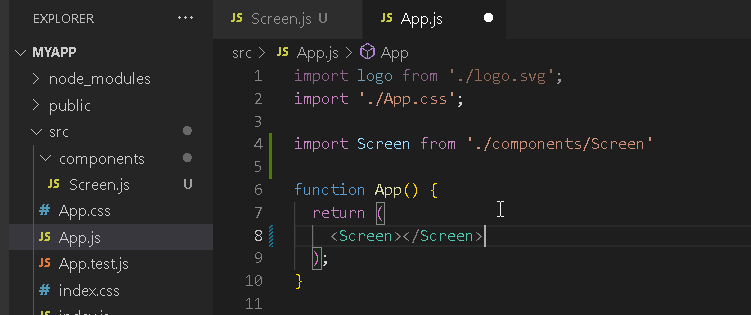 EXPLORER ···
JS Screen.js U
JS App.js
MYAPP
src > JS App.js > App
node_modules
public
src
components
JS Screen.js U
# App.css
JS App.js
JS App.test.js
# index.css
1 import logo from './logo.svg';
2 import './App.css';
3
4 import Screen from './components/Screen'
5
6 function App() {
7 return (
8 <Screen></Screen>
9 );
10 }
11